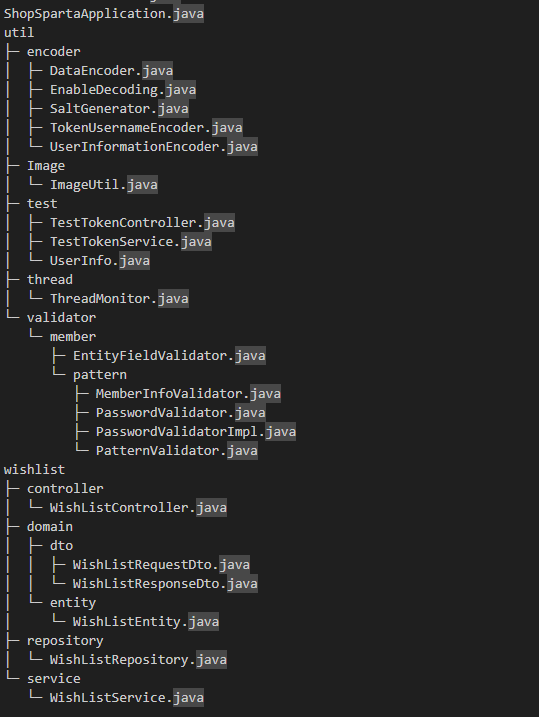 ShopSpartaApplication.java
util
├─ encoder
│  ├─ DataEncoder.java
│  ├─ EnableDecoding.java
│  ├─ SaltGenerator.java
│  ├─ TokenUsernameEncoder.java
│  └─ UserInformationEncoder.java
├─ Image
│  └─ ImageUtil.java
├─ test
│  ├─ TestTokenController.java
│  ├─ TestTokenService.java
│  └─ UserInfo.java
├─ thread
│  └─ ThreadMonitor.java
└─ validator
   └─ member
      ├─ EntityFieldValidator.java
      └─ pattern
         ├─ MemberInfoValidator.java
         ├─ PasswordValidator.java
         ├─ PasswordValidatorImpl.java
         └─ PatternValidator.java
wishlist
├─ controller
│  └─ WishListController.java
├─ domain
│  ├─ dto
│  │  ├─ WishListRequestDto.java
│  │  └─ WishListResponseDto.java
│  └─ entity
│     └─ WishListEntity.java
├─ repository
│  └─ WishListRepository.java
└─ service
   └─ WishListService.java